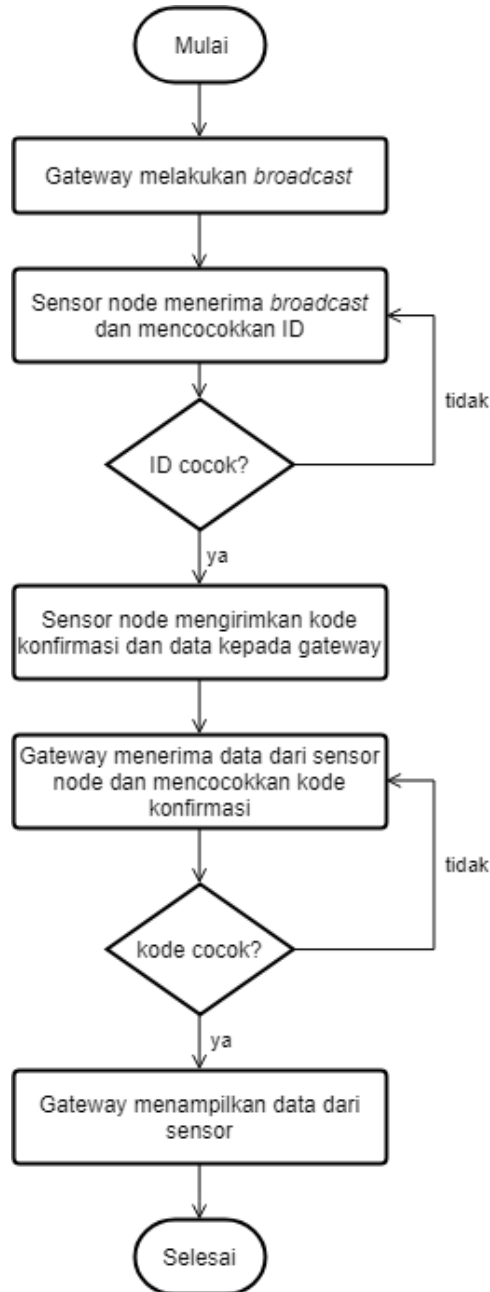 Mulai
Gateway melakukan broadcast
Sensor node menerima broadcast
dan mencocokkan ID
tidak
ID cocok?
ya
Sensor node mengirimkan kode
konfirmasi dan data kepada gateway
Gateway menerima data dari sensor
node dan mencocokkan kode
konfirmasi
tidak
kode cocok?
ya
Gateway menampilkan data dari
sensor
Selesai